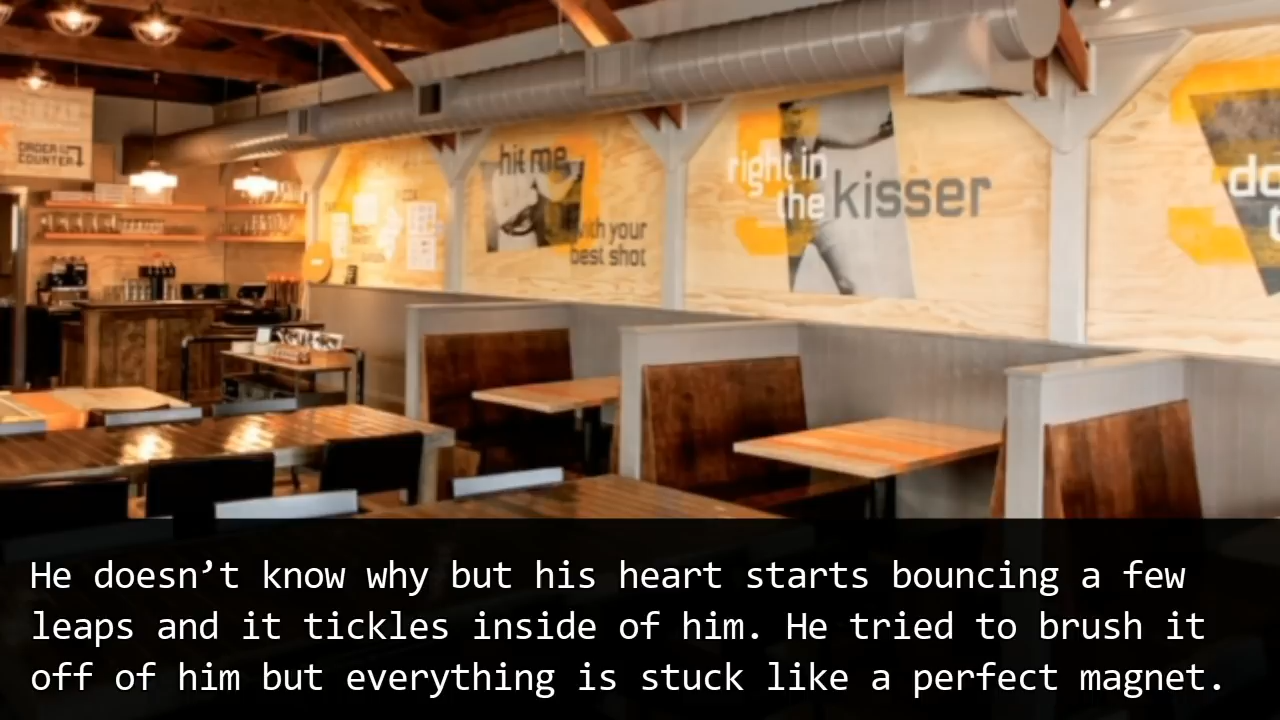 ORDER
COUNTER
hit me
with your
best shot
right in
the kisser
He doesn’t know why but his heart starts bouncing a few
leaps and it tickles inside of him. He tried to brush it
off of him but everything is stuck like a perfect magnet.